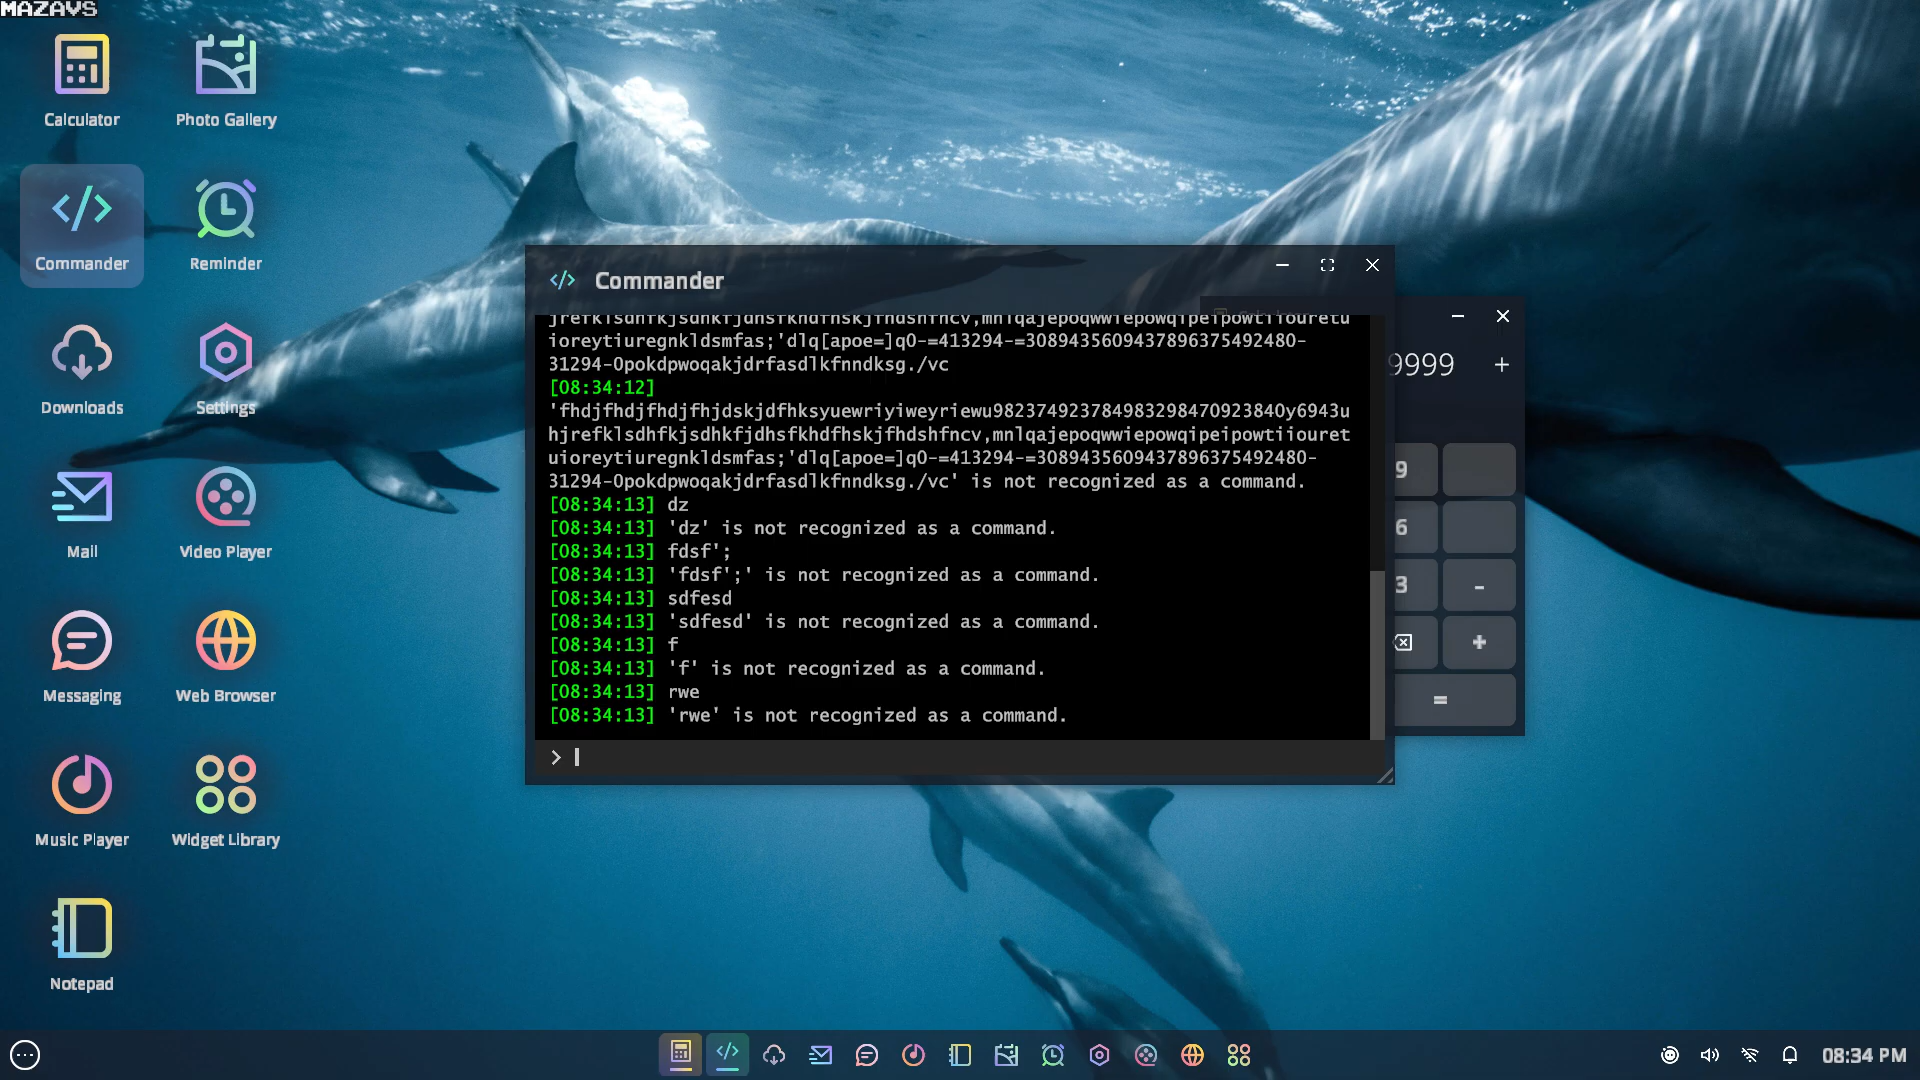 MAZAVS
Calculator
Photo Gallery
Commander
Reminder
Downloads
Settings
Mail
Video Player
Messaging
Web Browser
Music Player
Widget Library
Notepad
Commander
jrefklsdhfkjsdhkfjdhsfkhdfhskjfhdshfncv,mnlqajepoqwwiepowqipeipowtiiouretu
ioreytiuregnkldsmfas;'dlq[apoe=]q0-=413294-=3089435609437896375492480-
31294-0pokdpwoqakjdrfasdlkfnndksg./vc
[08:34:12]
'fhdjfhdjfhdjfhjdskjdfhksyuewriyiweyriewu982374923784983298470923840y6943u
hjrefklsdhfkjsdhkfjdhsfkhdfhskjfhdshfncv,mnlqajepoqwwiepowqipeipowtiiouret
uioreytiuregnkldsmfas;'dlq[apoe=]q0-=413294-=3089435609437896375492480-
31294-0pokdpwoqakjdrfasdlkfnndksg./vc' is not recognized as a command.
[08:34:13] dz
[08:34:13] 'dz' is not recognized as a command.
[08:34:13] fdsf';
[08:34:13] 'fdsf';' is not recognized as a command.
[08:34:13] sdfesd
[08:34:13] 'sdfesd' is not recognized as a command.
[08:34:13] f
[08:34:13] 'f' is not recognized as a command.
[08:34:13] rwe
[08:34:13] 'rwe' is not recognized as a command.
>
9999 +
9
6
3 -
+
=
08:34 PM